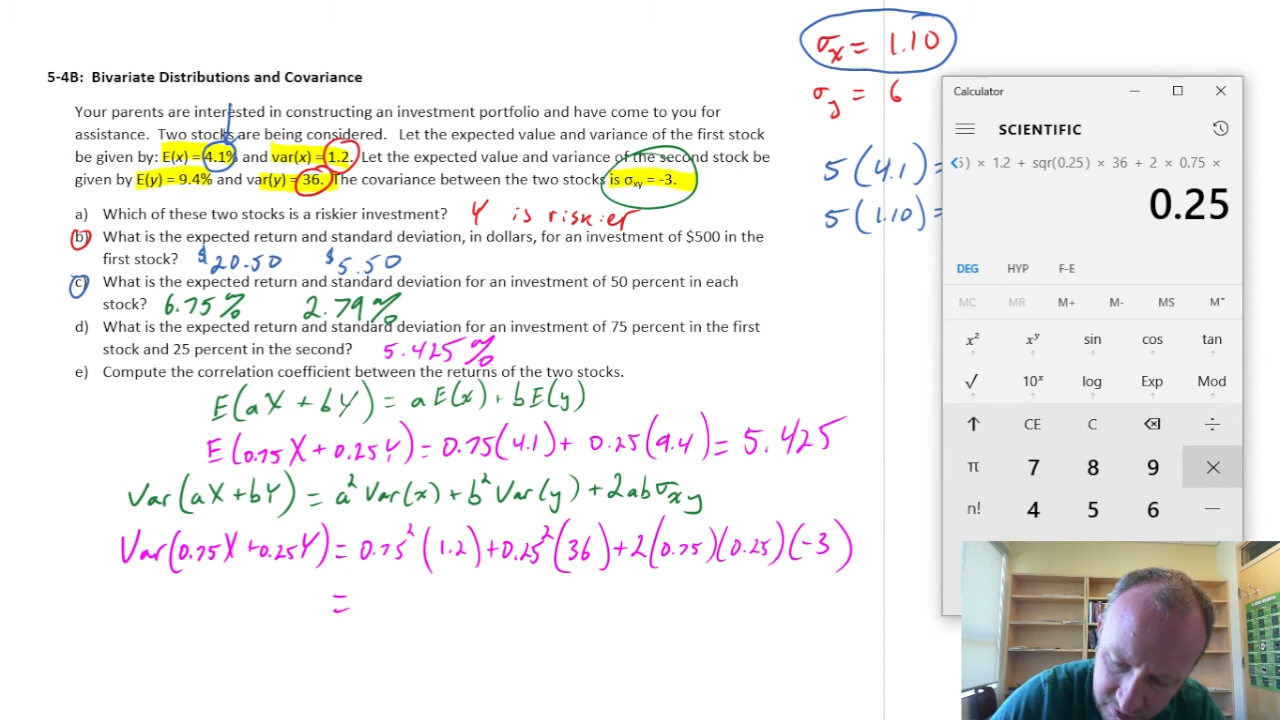 σx = 1.10
5-4B: Bivariate Distributions and Covariance
σy = 6
Your parents are interested in constructing an investment portfolio and have come to you for
assistance. Two stocks are being considered. Let the expected value and variance of the first stock
be given by: E(x) = 4.1% and var(x) = 1.2. Let the expected value and variance of the second stock be
given by E(y) = 9.4% and var(y) = 36. The covariance between the two stocks is σxy = -3.
5(4.1) =
5(1.10) =
a) Which of these two stocks is a riskier investment? Y is riskier
b) What is the expected return and standard deviation, in dollars, for an investment of $500 in the
first stock? $20.50 $5.50
c) What is the expected return and standard deviation for an investment of 50 percent in each
stock? 6.75% 2.79%
d) What is the expected return and standard deviation for an investment of 75 percent in the first
stock and 25 percent in the second? 5.425%
e) Compute the correlation coefficient between the returns of the two stocks.
E(aX + bY) = aE(x) + bE(y)
E(0.75X + 0.25Y) = 0.75(4.1) + 0.25(9.4) = 5.425
Var(aX + bY) = a² Var(x) + b² Var(y) + 2abσxy
Var(0.75X + 0.25Y) = 0.75² (1.2) + 0.25² (36) + 2(0.75)(0.25)(-3)
=
Calculator
SCIENTIFIC
5) × 1.2 + sqr(0.25) × 36 + 2 × 0.75 ×
0.25
DEG HYP F-E
MC MR M+ M- MS M˅
x² xʸ sin cos tan
√ 10ˣ log Exp Mod
↑ CE C ⌫ ÷
π 7 8 9 ×
n! 4 5 6 −